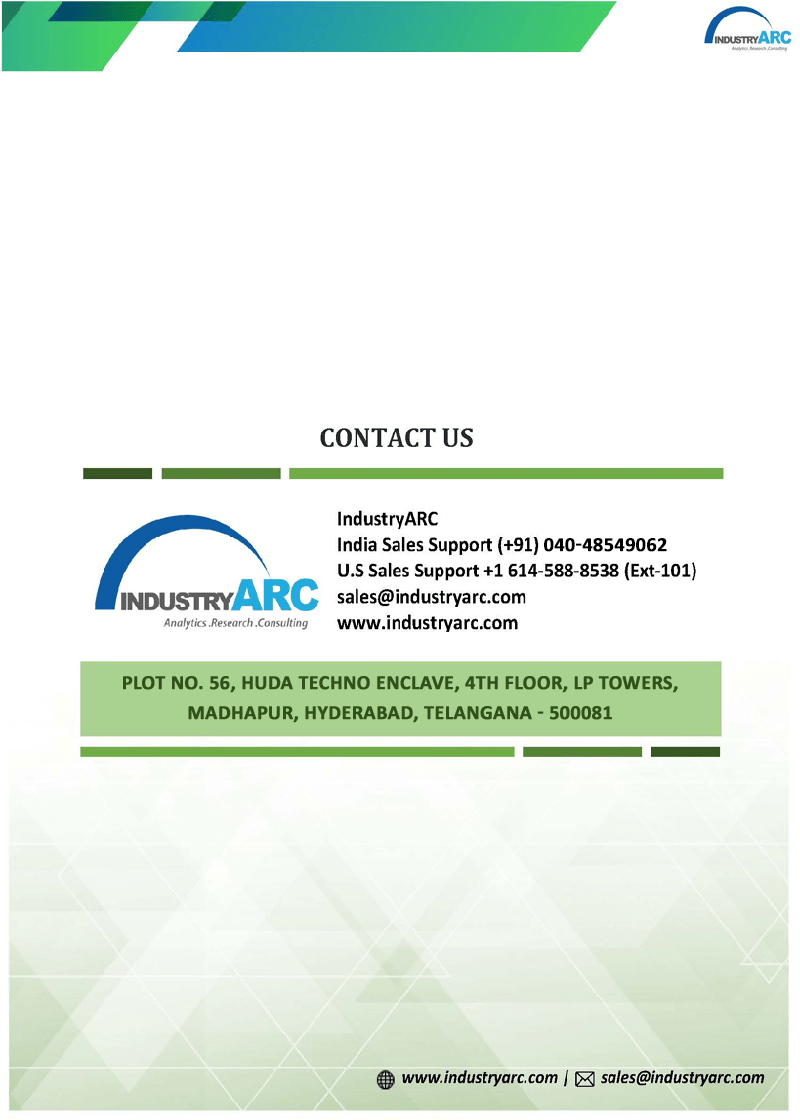 INDUSTRYARC
Analytics .Research .Consulting
CONTACT US
INDUSTRYARC
Analytics .Research .Consulting
IndustryARC
India Sales Support (+91) 040-48549062
U.S Sales Support +1 614-588-8538 (Ext-101)
sales@industryarc.com
www.industryarc.com
PLOT NO. 56, HUDA TECHNO ENCLAVE, 4TH FLOOR, LP TOWERS,
MADHAPUR, HYDERABAD, TELANGANA - 500081
www.industryarc.com | sales@industryarc.com